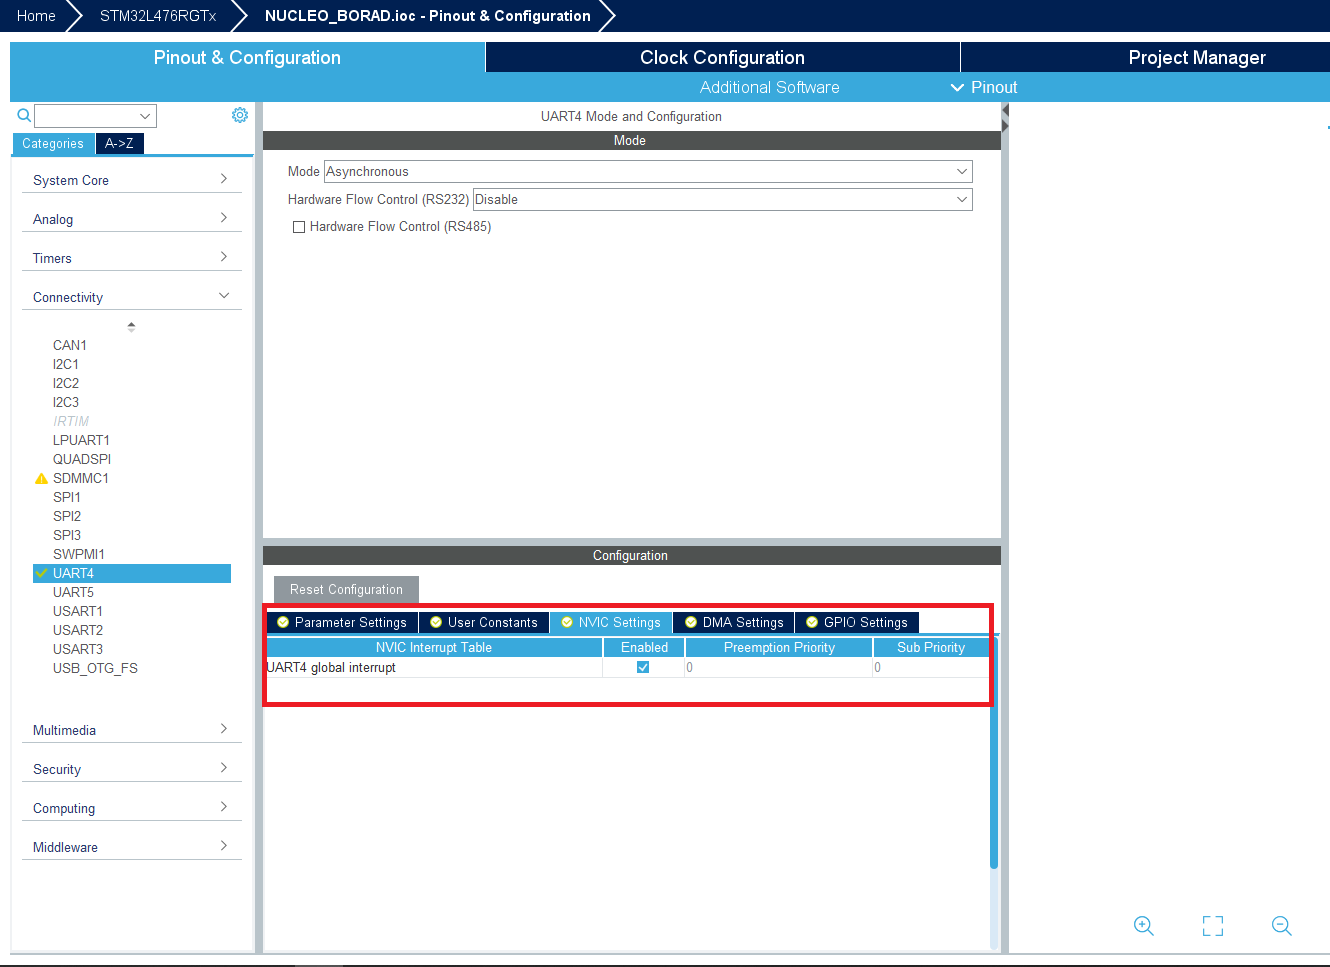 Home STM32L476RGTx NUCLEO_BORAD.ioc - Pinout & Configuration
Pinout & Configuration Clock Configuration Project Manager
Additional Software Pinout
Categories A->Z
System Core
Analog
Timers
Connectivity
CAN1
I2C1
I2C2
I2C3
IRTIM
LPUART1
QUADSPI
SDMMC1
SPI1
SPI2
SPI3
SWPMI1
UART4
UART5
USART1
USART2
USART3
USB_OTG_FS
Multimedia
Security
Computing
Middleware
UART4 Mode and Configuration
Mode
Mode Asynchronous
Hardware Flow Control (RS232) Disable
Hardware Flow Control (RS485)
Configuration
Reset Configuration
Parameter Settings User Constants NVIC Settings DMA Settings GPIO Settings
NVIC Interrupt Table Enabled Preemption Priority Sub Priority
UART4 global interrupt 0 0